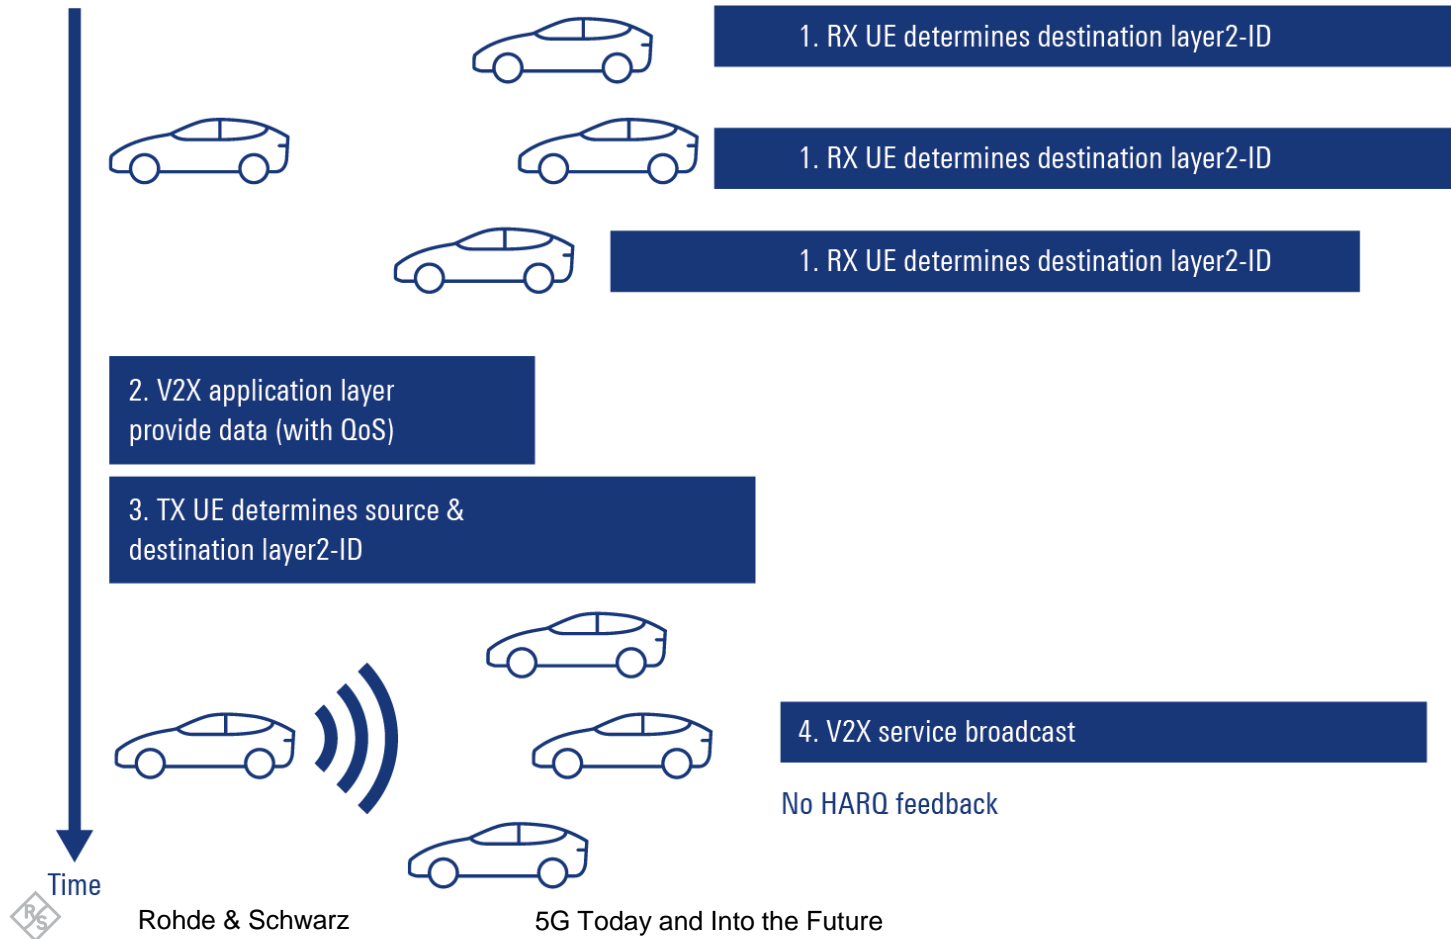 1. RX UE determines destination layer2-ID
1. RX UE determines destination layer2-ID
1. RX UE determines destination layer2-ID
2. V2X application layer
provide data (with QoS)
3. TX UE determines source &
destination layer2-ID
4. V2X service broadcast
No HARQ feedback
Time
R&S
Rohde & Schwarz
5G Today and Into the Future